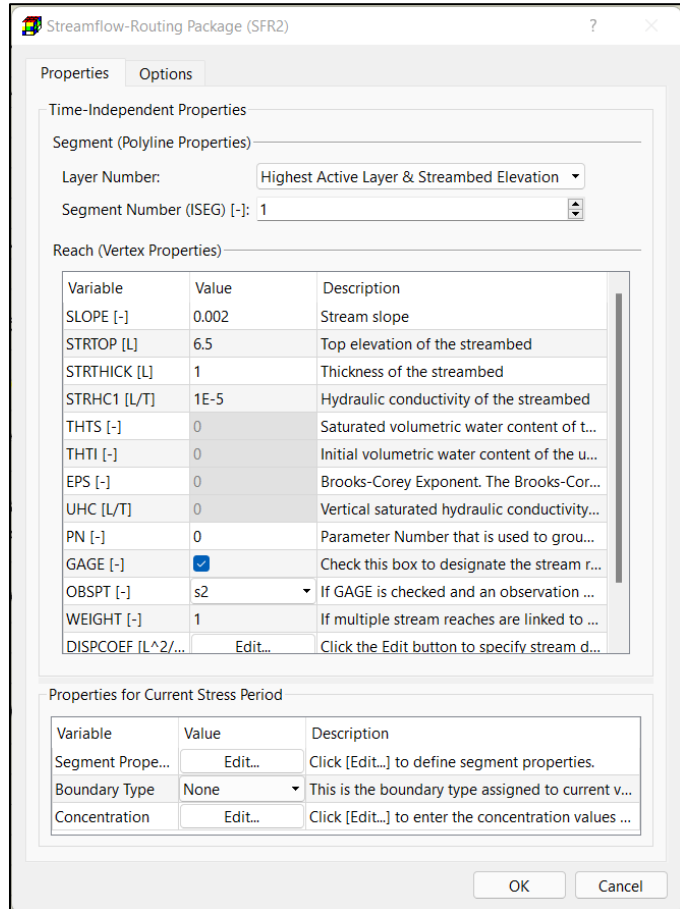 Streamflow-Routing Package (SFR2) ? ×
Properties Options
Time-Independent Properties
Segment (Polyline Properties)
Layer Number: Highest Active Layer & Streambed Elevation
Segment Number (ISEG) [-]: 1
Reach (Vertex Properties)
Variable Value Description
SLOPE [-] 0.002 Stream slope
STRTOP [L] 6.5 Top elevation of the streambed
STRTHICK [L] 1 Thickness of the streambed
STRHC1 [L/T] 1E-5 Hydraulic conductivity of the streambed
THTS [-] 0 Saturated volumetric water content of t...
THTI [-] 0 Initial volumetric water content of the u...
EPS [-] 0 Brooks-Corey Exponent. The Brooks-Cor...
UHC [L/T] 0 Vertical saturated hydraulic conductivity...
PN [-] 0 Parameter Number that is used to grou...
GAGE [-] Check this box to designate the stream r...
OBSPT [-] s2 If GAGE is checked and an observation ...
WEIGHT [-] 1 If multiple stream reaches are linked to ...
DISPCOEF [L^2/... Edit... Click the Edit button to specify stream d...
Properties for Current Stress Period
Variable Value Description
Segment Prope... Edit... Click [Edit...] to define segment properties.
Boundary Type None This is the boundary type assigned to current v...
Concentration Edit... Click [Edit...] to enter the concentration values ...
OK Cancel